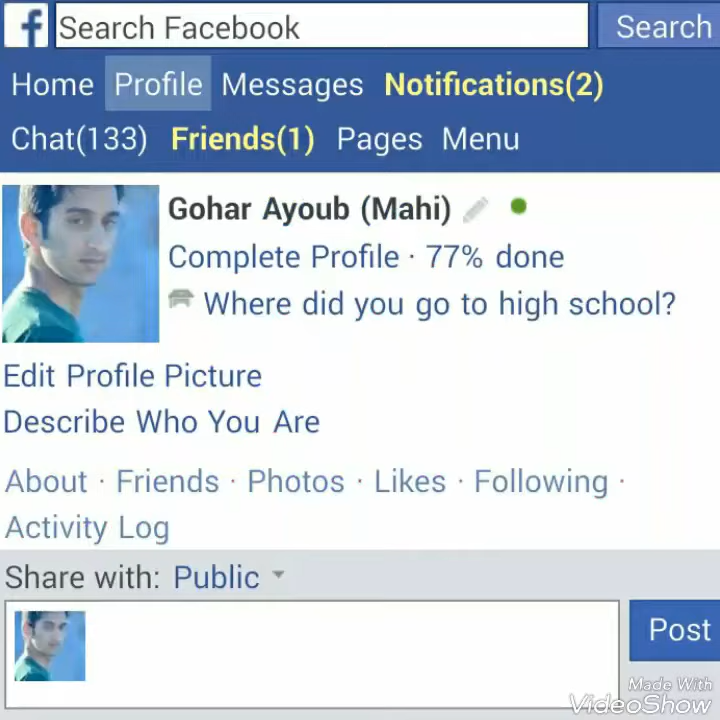 f Search Facebook Search
Home Profile Messages Notifications(2)
Chat(133) Friends(1) Pages Menu
Gohar Ayoub (Mahi)
Complete Profile · 77% done
Where did you go to high school?
Edit Profile Picture
Describe Who You Are
About · Friends · Photos · Likes · Following ·
Activity Log
Share with: Public
Post
Made With
VideoShow